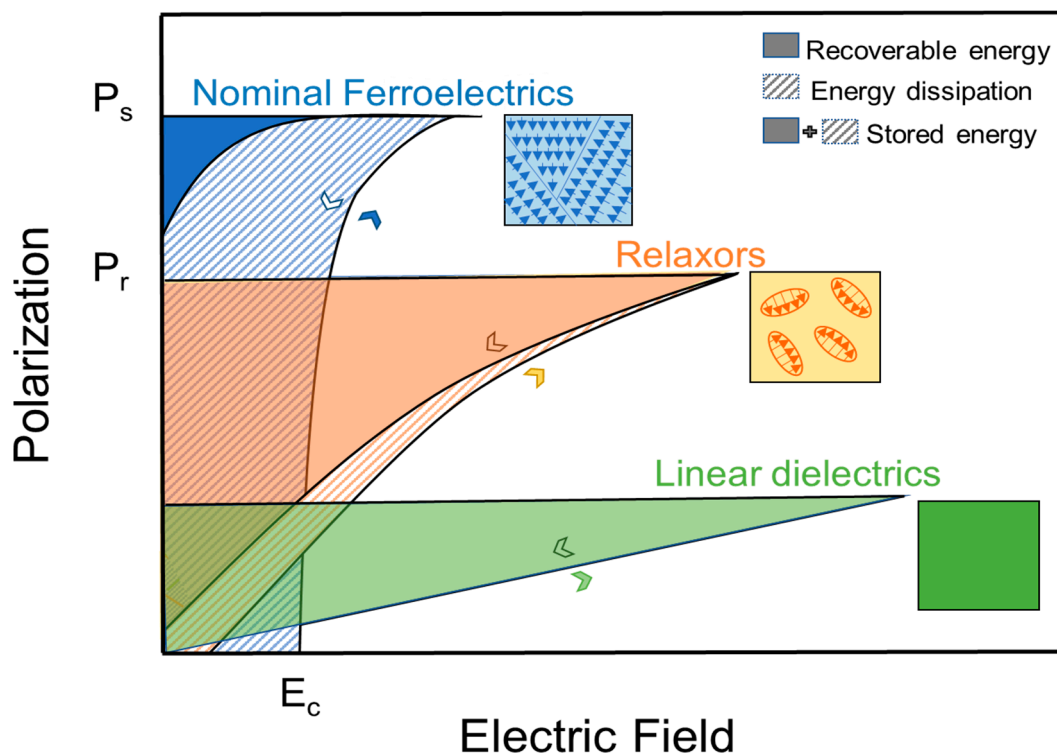 Recoverable energy
Energy dissipation
+ Stored energy
Nominal Ferroelectrics
Ps
Relaxors
Pr
Linear dielectrics
Polarization
Ec
Electric Field